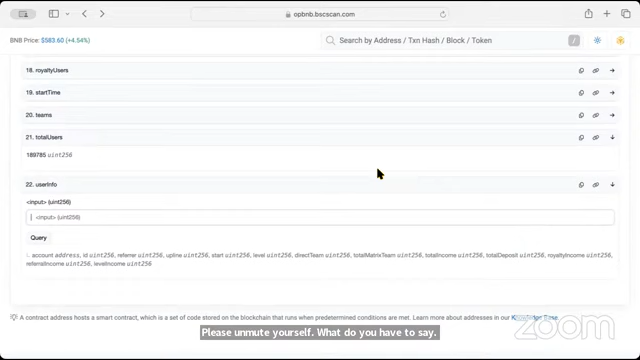 opbnb.bscscan.com
BNB Price: $583.60 (+4.54%)
Search by Address / Txn Hash / Block / Token
/
18. royaltyUsers
19. startTime
20. teams
21. totalUsers
189785 uint256
22. userInfo
<input> (uint256)
<input> (uint256)
Query
account address, id uint256, referrer uint256, upline uint256, start uint256, level uint256, directTeam uint256, totalMatrixTeam uint256, totalIncome uint256, totalDeposit uint256, royaltyIncome uint256,
referralIncome uint256, levelIncome uint256
A contract address hosts a smart contract, which is a set of code stored on the blockchain that runs when predetermined conditions are met. Learn more about addresses in our Knowledge Base.
zoom
Please unmute yourself. What do you have to say.